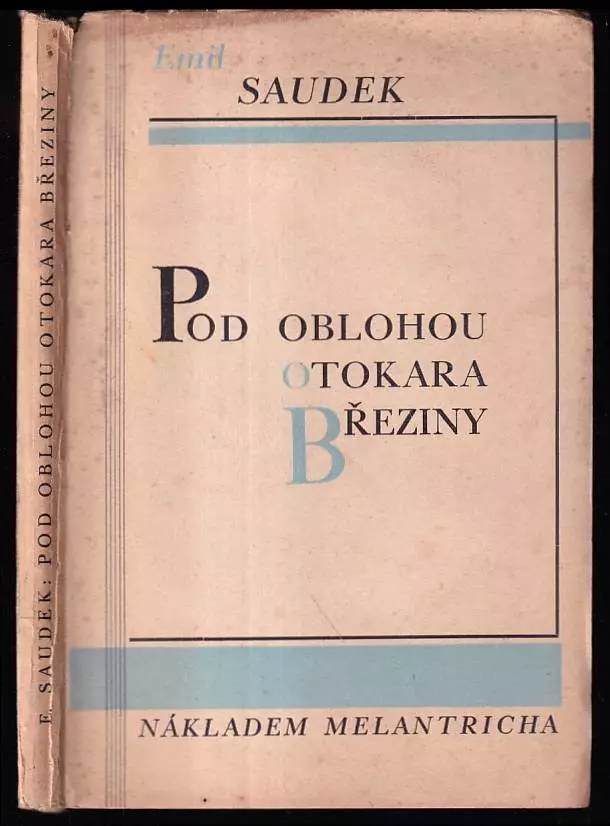 E. SAUDEK: POD OBLOHOU OTOKARA BŘEZINY
Emil
SAUDEK
POD OBLOHOU
OTOKARA
BŘEZINY
NÁKLADEM MELANTRICHA